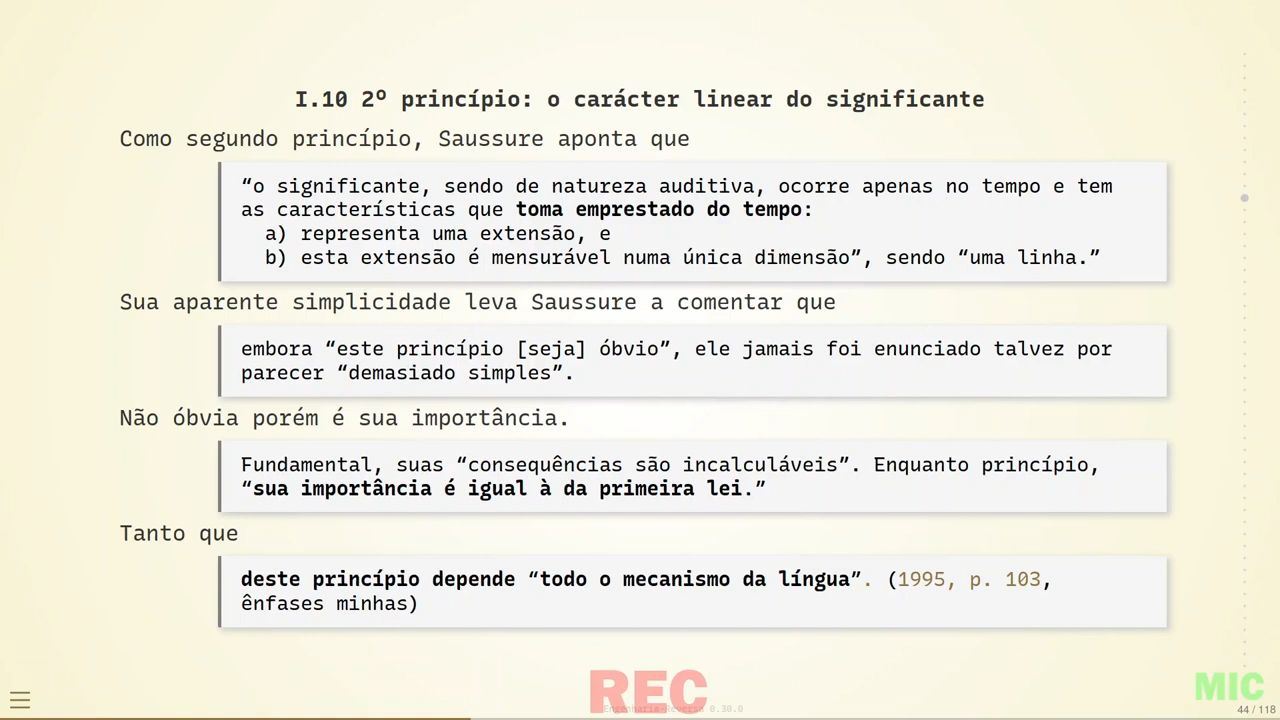 I.10 2º princípio: o carácter linear do significante
Como segundo princípio, Saussure aponta que
“o significante, sendo de natureza auditiva, ocorre apenas no tempo e tem
as características que toma emprestado do tempo:
a) representa uma extensão, e
b) esta extensão é mensurável numa única dimensão”, sendo “uma linha.”
Sua aparente simplicidade leva Saussure a comentar que
embora “este princípio [seja] óbvio”, ele jamais foi enunciado talvez por
parecer “demasiado simples”.
Não óbvia porém é sua importância.
Fundamental, suas “consequências são incalculáveis”. Enquanto princípio,
“sua importância é igual à da primeira lei.”
Tanto que
deste princípio depende “todo o mecanismo da língua”. (1995, p. 103,
ênfases minhas)
REC
MIC
Engenharia-Reversa 0.30.0
44 / 118